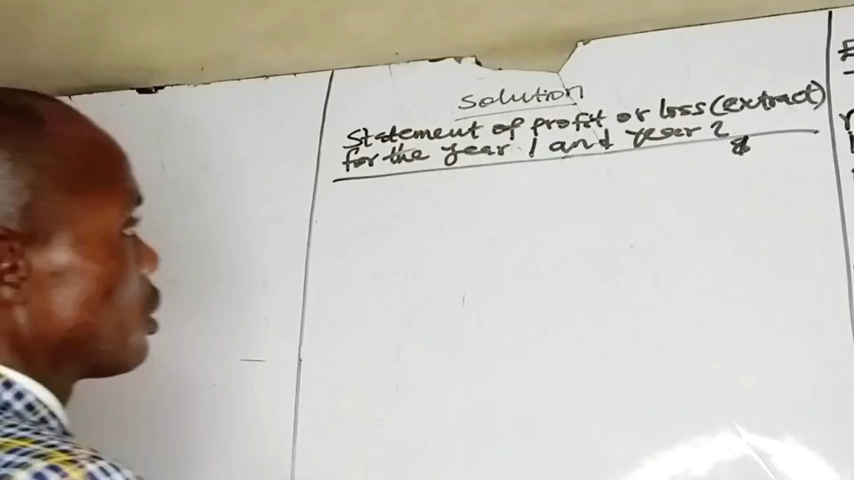 Solution
Statement of profit or loss (extract)
for the year 1 and year 2
$